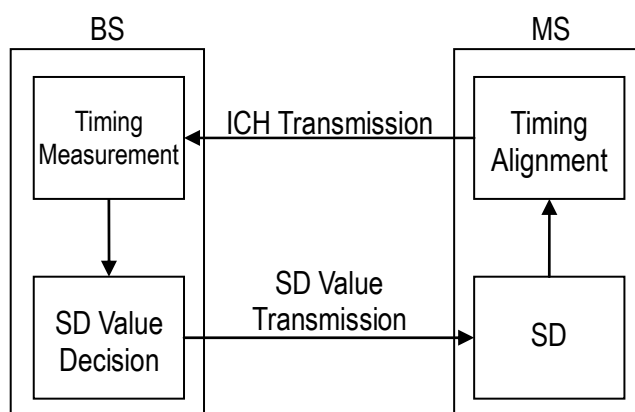 BS
MS
Timing
Measurement
ICH Transmission
Timing
Alignment
SD Value
Decision
SD Value
Transmission
SD